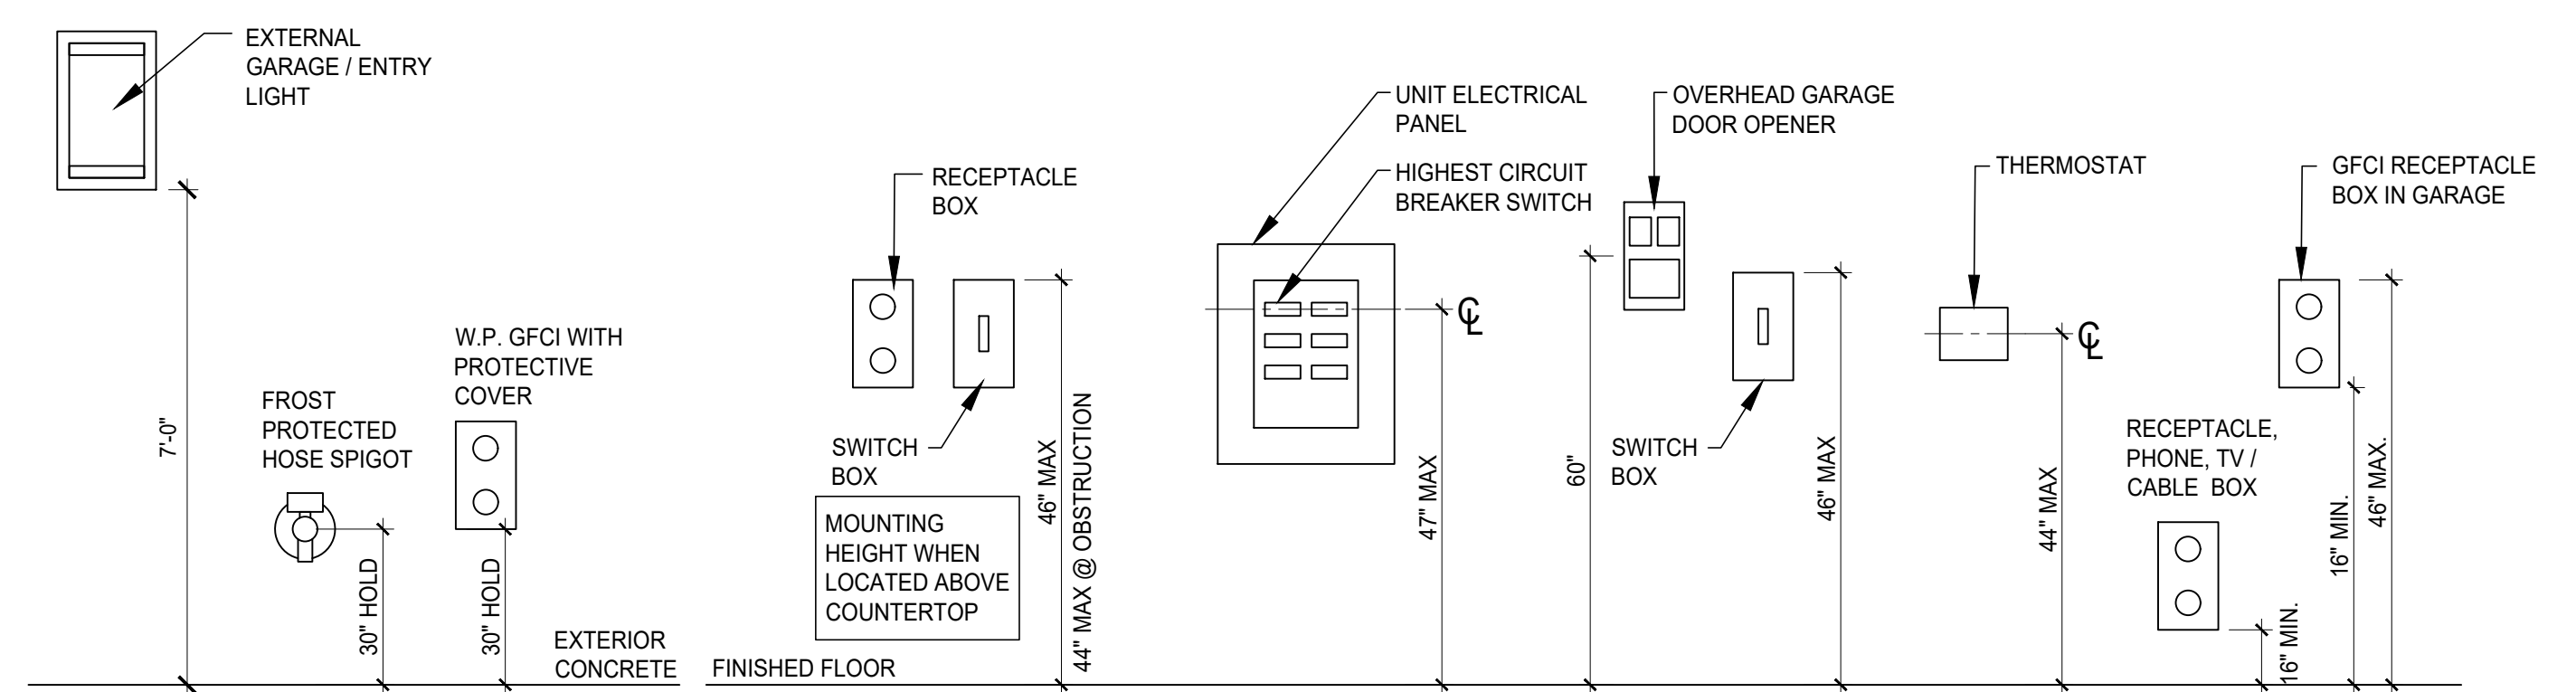 EXTERNAL
GARAGE / ENTRY
LIGHT
7'-0"
FROST
PROTECTED
HOSE SPIGOT
30" HOLD
W.P. GFCI WITH
PROTECTIVE
COVER
30" HOLD
EXTERIOR
CONCRETE
FINISHED FLOOR
RECEPTACLE
BOX
SWITCH
BOX
MOUNTING
HEIGHT WHEN
LOCATED ABOVE
COUNTERTOP
46" MAX
44" MAX @ OBSTRUCTION
UNIT ELECTRICAL
PANEL
HIGHEST CIRCUIT
BREAKER SWITCH
47" MAX
CL
OVERHEAD GARAGE
DOOR OPENER
60"
SWITCH
BOX
46" MAX
THERMOSTAT
44" MAX
CL
RECEPTACLE,
PHONE, TV /
CABLE BOX
16" MIN.
GFCI RECEPTACLE
BOX IN GARAGE
16" MIN.
46" MAX.